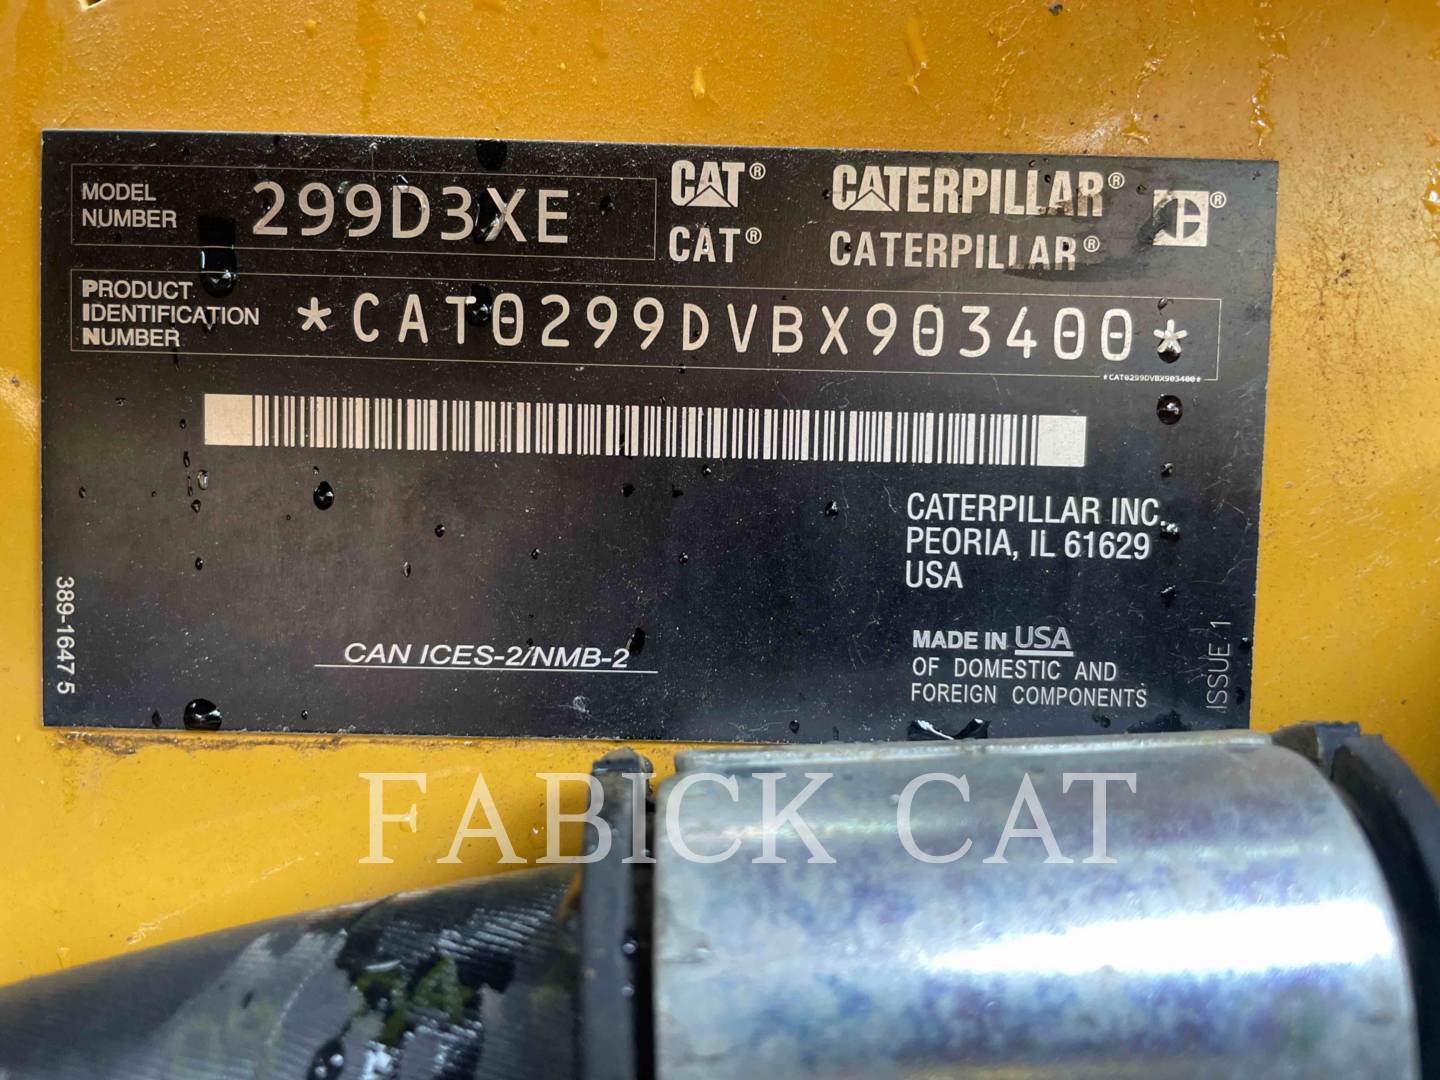 MODEL NUMBER 299D3XE
CAT® CATERPILLAR® ®
CAT® CATERPILLAR®
PRODUCT IDENTIFICATION NUMBER *CAT0299DVBX903400*
*CAT0299DVBX903400*
CATERPILLAR INC.
PEORIA, IL 61629
USA
389-1647 5
CAN ICES-2/NMB-2
MADE IN USA
OF DOMESTIC AND
FOREIGN COMPONENTS
ISSUE 1
FABICK CAT